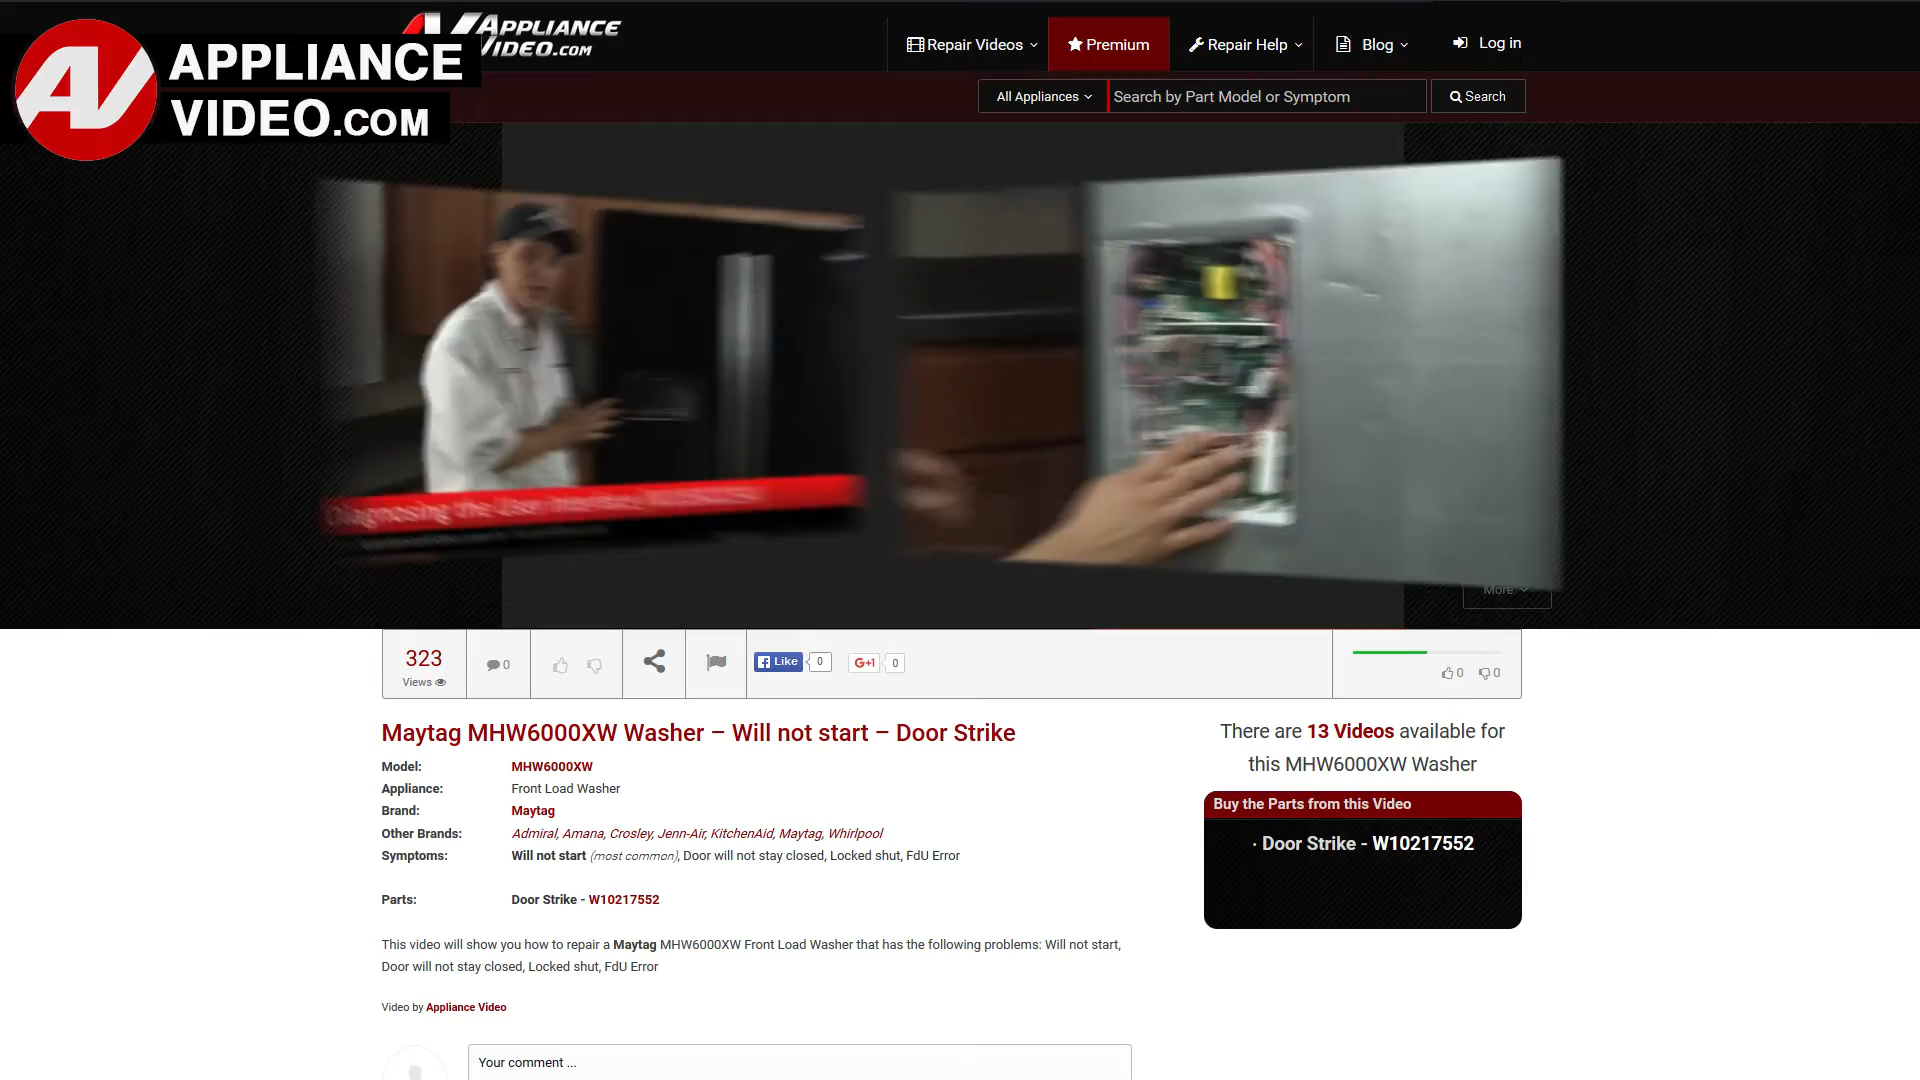 APPLIANCE
VIDEO.COM
APPLIANCE
VIDEO.COM
Repair Videos
Premium
Repair Help
Blog
Log in
All Appliances
Search by Part Model or Symptom
Search
Diagnosing the User Interface
More
323
Views
0
Like
0
G+1
0
0
0
Maytag MHW6000XW Washer – Will not start – Door Strike
Model: MHW6000XW
Appliance: Front Load Washer
Brand: Maytag
Other Brands: Admiral, Amana, Crosley, Jenn-Air, KitchenAid, Maytag, Whirlpool
Symptoms: Will not start (most common), Door will not stay closed, Locked shut, FdU Error
Parts: Door Strike - W10217552
This video will show you how to repair a Maytag MHW6000XW Front Load Washer that has the following problems: Will not start,
Door will not stay closed, Locked shut, FdU Error
Video by Appliance Video
Your comment ...
There are 13 Videos available for
this MHW6000XW Washer
Buy the Parts from this Video
· Door Strike - W10217552